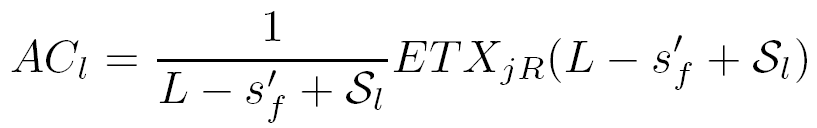 $AC_l = \frac{1}{L - s'_f + \mathcal{S}_l} ETX_{jR}(L - s'_f + \mathcal{S}_l)$